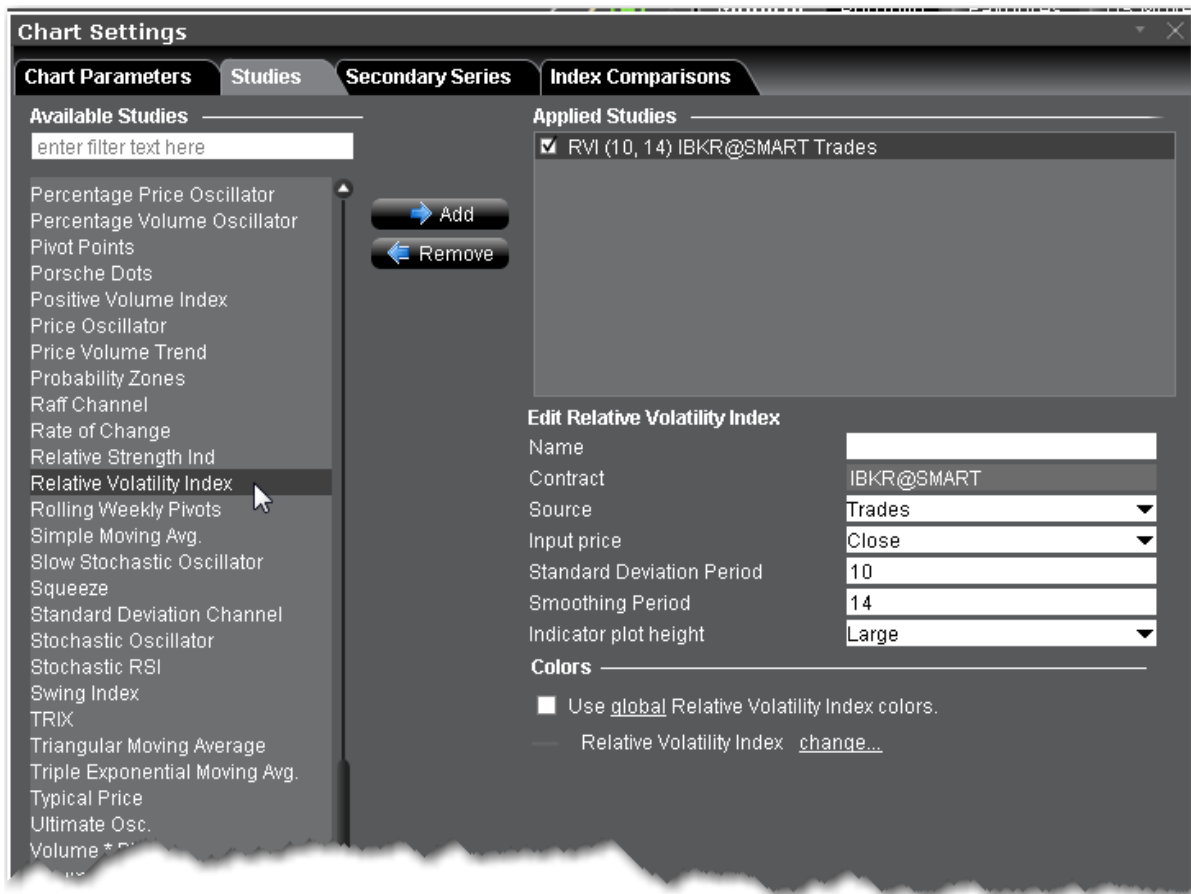 Chart Settings
Chart Parameters
Studies
Secondary Series
Index Comparisons
Available Studies
enter filter text here
Percentage Price Oscillator
Percentage Volume Oscillator
Pivot Points
Porsche Dots
Positive Volume Index
Price Oscillator
Price Volume Trend
Probability Zones
Raff Channel
Rate of Change
Relative Strength Ind
Relative Volatility Index
Rolling Weekly Pivots
Simple Moving Avg.
Slow Stochastic Oscillator
Squeeze
Standard Deviation Channel
Stochastic Oscillator
Stochastic RSI
Swing Index
TRIX
Triangular Moving Average
Triple Exponential Moving Avg.
Typical Price
Ultimate Osc.
Volume *
Add
Remove
Applied Studies
RVI (10, 14) IBKR@SMART Trades
Edit Relative Volatility Index
Name
Contract IBKR@SMART
Source Trades
Input price Close
Standard Deviation Period 10
Smoothing Period 14
Indicator plot height Large
Colors
Use global Relative Volatility Index colors.
Relative Volatility Index change...